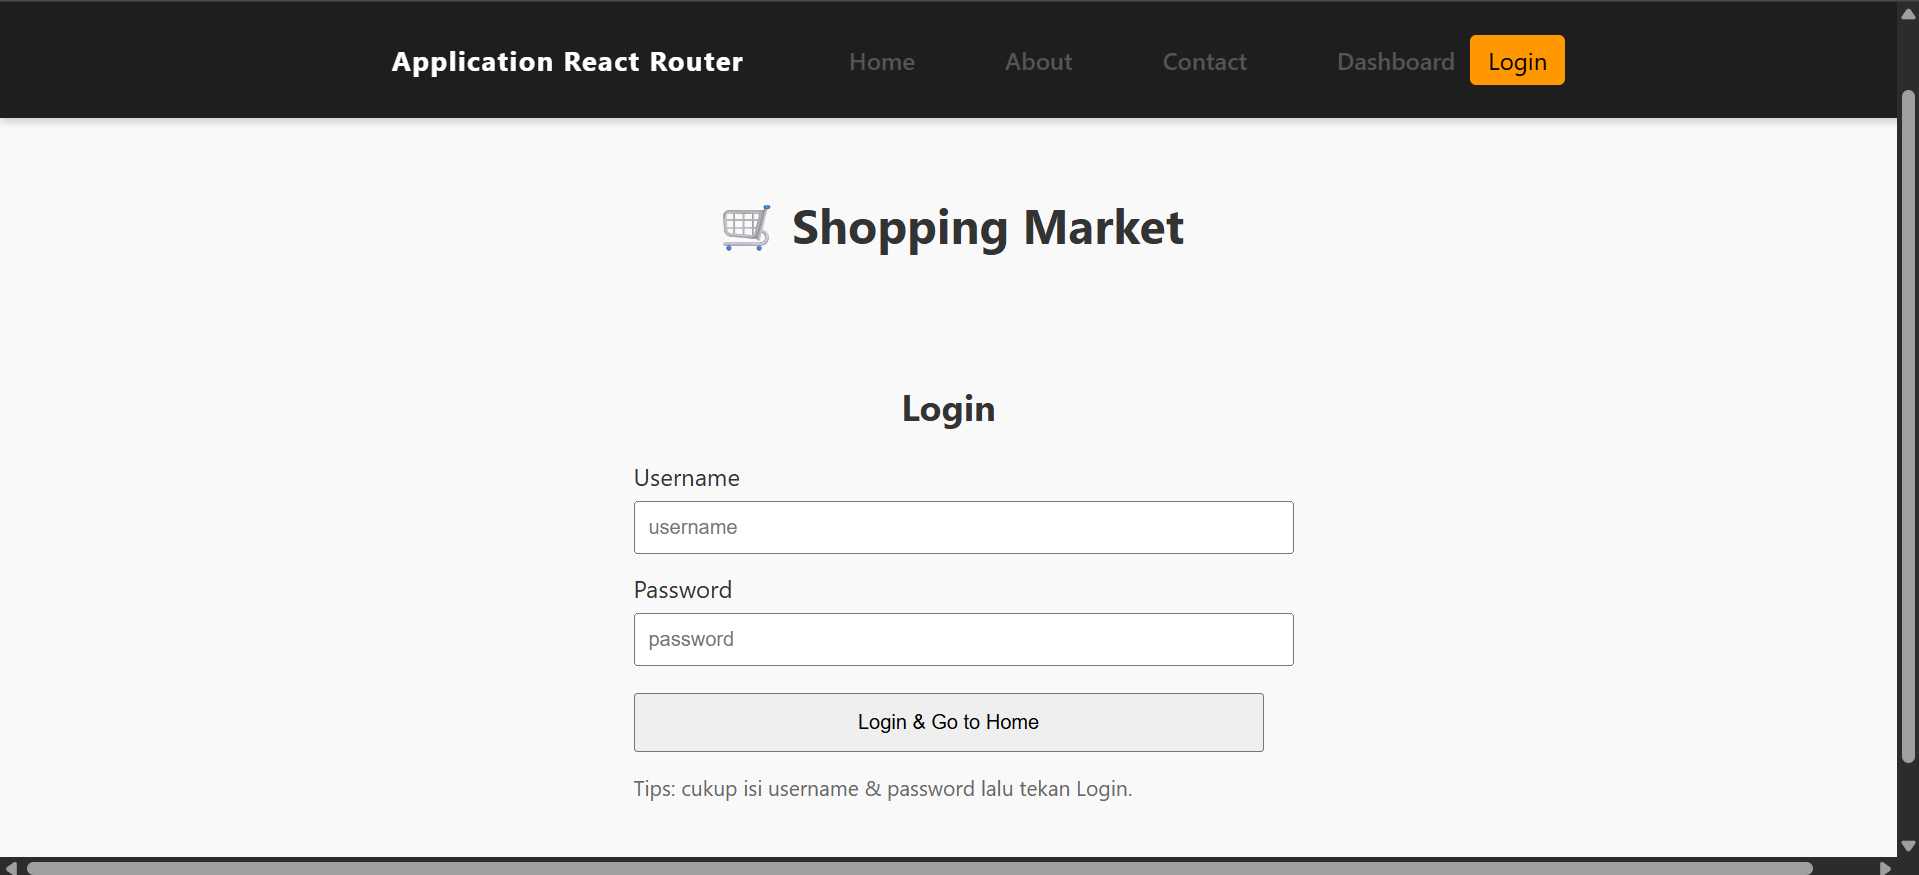 Application React Router Home About Contact Dashboard Login
Shopping Market
Login
Username
username
Password
password
Login & Go to Home
Tips: cukup isi username & password lalu tekan Login.